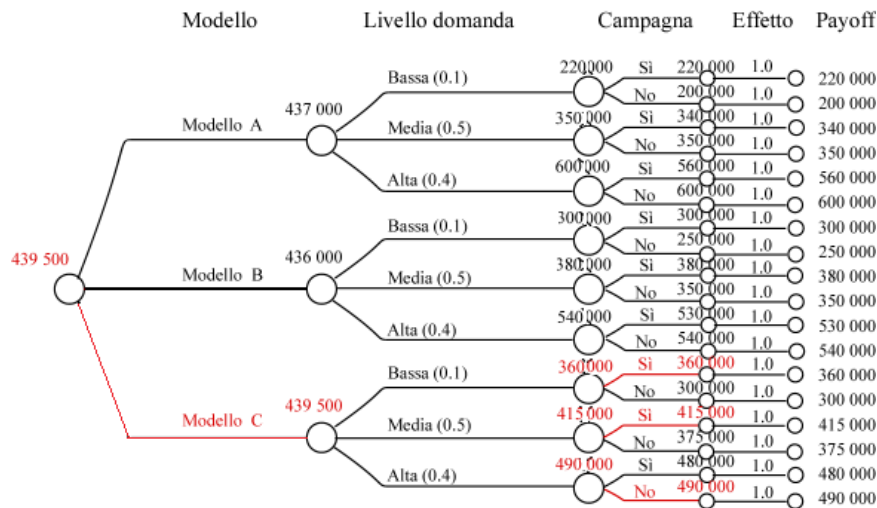 Modello Livello domanda Campagna Effetto Payoff
Bassa (0.1) 220 000 Sì 220 000 1.0 220 000
No 200 000 1.0 200 000
437 000
Modello A Media (0.5) 350 000 Sì 340 000 1.0 340 000
No 350 000 1.0 350 000
Alta (0.4) 600 000 Sì 560 000 1.0 560 000
No 600 000 1.0 600 000
Bassa (0.1) 300 000 Sì 300 000 1.0 300 000
No 250 000 1.0 250 000
439 500 436 000
Modello B Media (0.5) 380 000 Sì 380 000 1.0 380 000
No 350 000 1.0 350 000
Alta (0.4) 540 000 Sì 530 000 1.0 530 000
No 540 000 1.0 540 000
Bassa (0.1) 360 000 Sì 360 000 1.0 360 000
No 300 000 1.0 300 000
439 500
Modello C Media (0.5) 415 000 Sì 415 000 1.0 415 000
No 375 000 1.0 375 000
Alta (0.4) 490 000 Sì 480 000 1.0 480 000
No 490 000 1.0 490 000